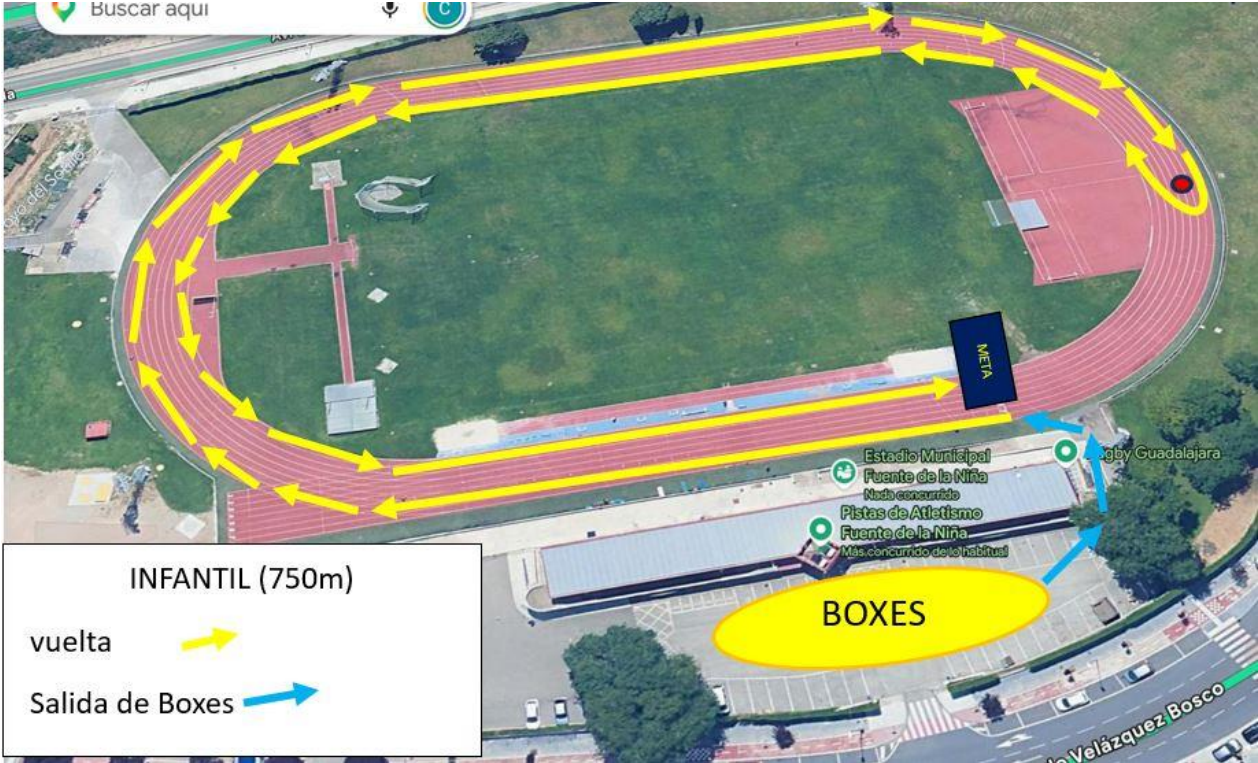 Buscar aquí
C
META
Estadio Municipal
Fuente de la Niña
Nada concurrido
Pistas de Atletismo
Fuente de la Niña
Más concurrido de lo habitual
Rugby Guadalajara
BOXES
INFANTIL (750m)
vuelta
Salida de Boxes
Velázquez Bosco